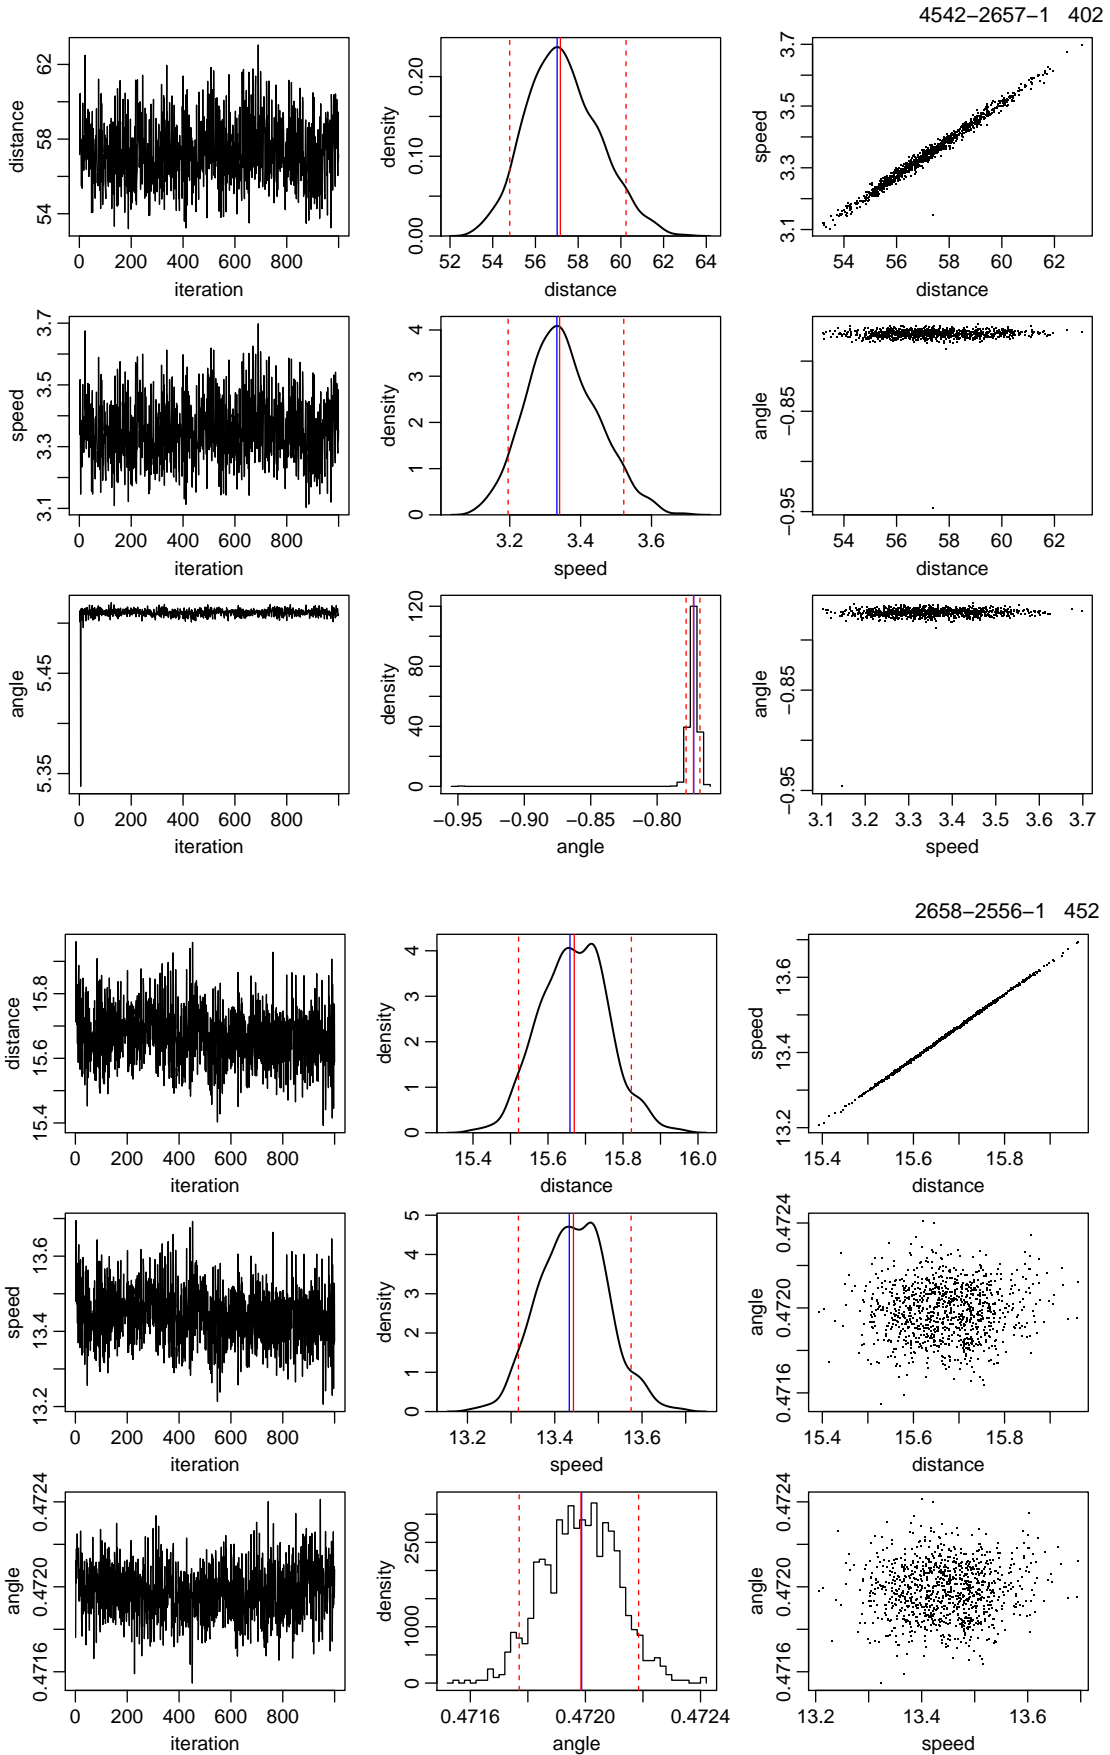 4542−2657−1 402
distance
54 58 62
0 200 400 600 800
iteration
density
0.00 0.10 0.20
52 54 56 58 60 62 64
distance
speed
3.1 3.3 3.5 3.7
54 56 58 60 62
distance
speed
3.1 3.3 3.5 3.7
0 200 400 600 800
iteration
density
0 1 2 3 4
3.2 3.4 3.6
speed
angle
−0.95 −0.85
54 56 58 60 62
distance
angle
5.35 5.45
0 200 400 600 800
iteration
density
0 40 80 120
−0.95 −0.90 −0.85 −0.80
angle
angle
−0.95 −0.85
3.1 3.2 3.3 3.4 3.5 3.6 3.7
speed
2658−2556−1 452
distance
15.4 15.6 15.8
0 200 400 600 800
iteration
density
0 1 2 3 4
15.4 15.6 15.8 16.0
distance
speed
13.2 13.4 13.6
15.4 15.6 15.8
distance
speed
13.2 13.4 13.6
0 200 400 600 800
iteration
density
0 1 2 3 4 5
13.2 13.4 13.6
speed
angle
0.4716 0.4720 0.4724
15.4 15.6 15.8
distance
angle
0.4716 0.4720 0.4724
0 200 400 600 800
iteration
density
0 1000 2500
0.4716 0.4720 0.4724
angle
angle
0.4716 0.4720 0.4724
13.2 13.4 13.6
speed